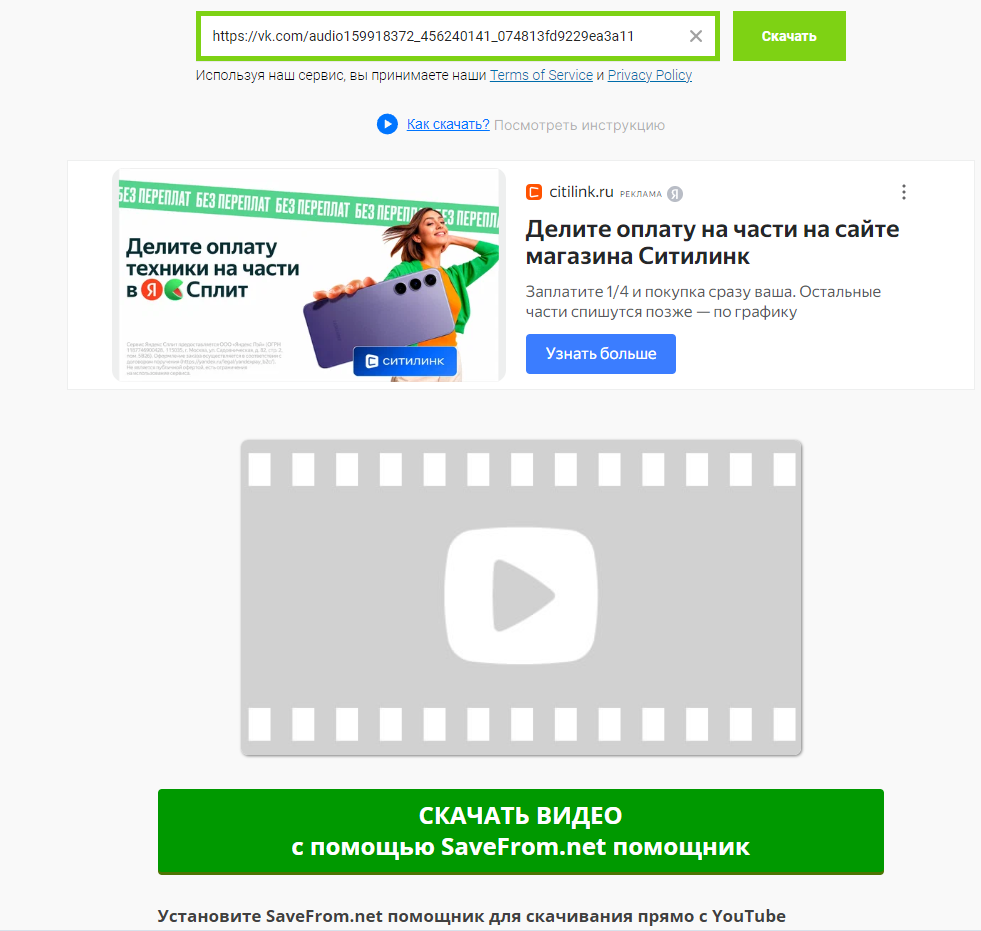 https://vk.com/audio159918372_456240141_074813fd9229ea3a11
Скачать
Используя наш сервис, вы принимаете наши Terms of Service и Privacy Policy
Как скачать? Посмотреть инструкцию
БЕЗ ПЕРЕПЛАТ БЕЗ ПЕРЕПЛАТ БЕЗ ПЕРЕПЛАТ БЕЗ ПЕРЕПЛАТ
Делите оплату
техники на части
в Я Сплит
СИТИЛИНК
citilink.ru РЕКЛАМА Я
Делите оплату на части на сайте
магазина Ситилинк
Заплатите 1/4 и покупка сразу ваша. Остальные
части спишутся позже — по графику
Узнать больше
СКАЧАТЬ ВИДЕО
с помощью SaveFrom.net помощник
Установите SaveFrom.net помощник для скачивания прямо с YouTube